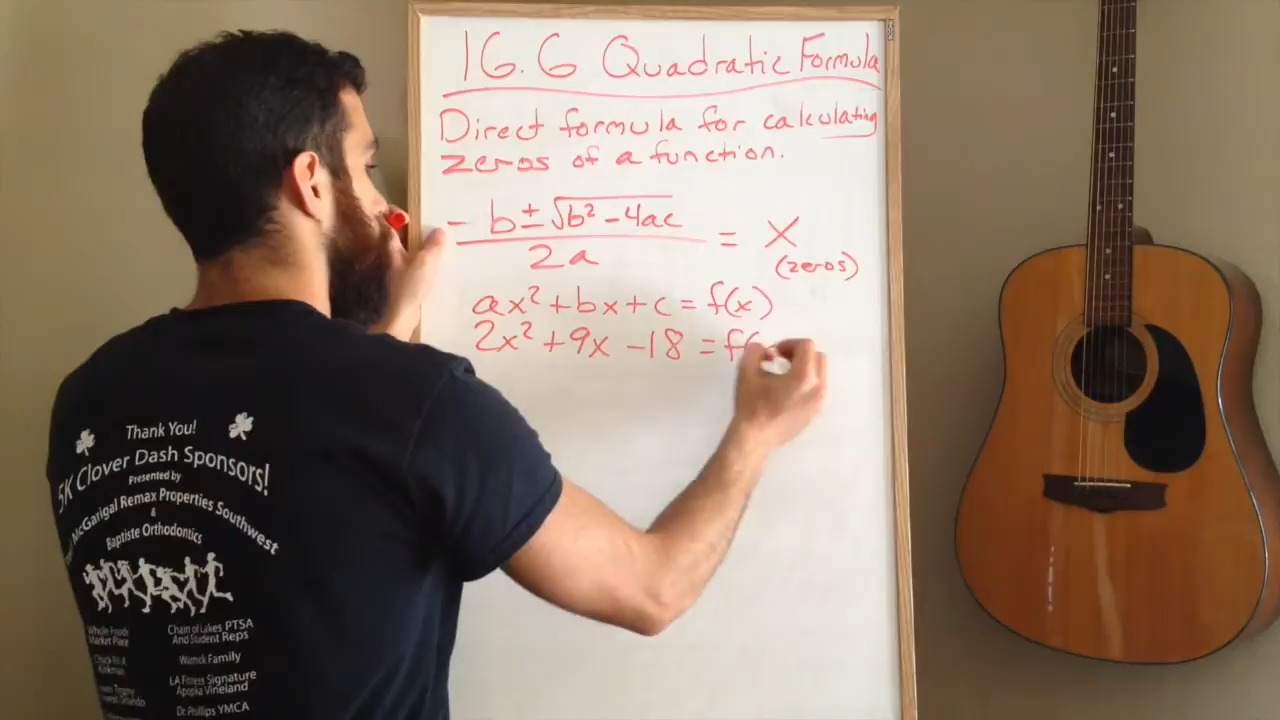 16.6 Quadratic Formula
Direct formula for calculating
zeros of a function.
- b ± √b² - 4ac
2a
= X
(zeros)
ax² + bx + c = f(x)
2x² + 9x - 18 = f(
Thank You!
5K Clover Dash Sponsors!
Presented by
McGarigal Remax Properties Southwest
&
Baptiste Orthodontics
Whole Foods
Market Place
Chain of Lakes PTSA
And Student Reps
Warrick Family
LA Fitness Signature
Apopka Vineland
Dr. Phillips YMCA